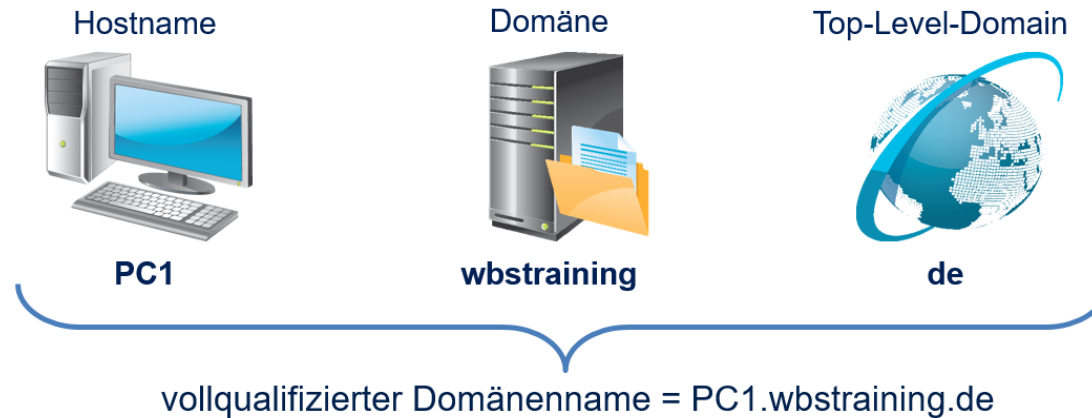 Hostname
Domäne
Top-Level-Domain
PC1
wbstraining
de
vollqualifizierter Domänenname = PC1.wbstraining.de